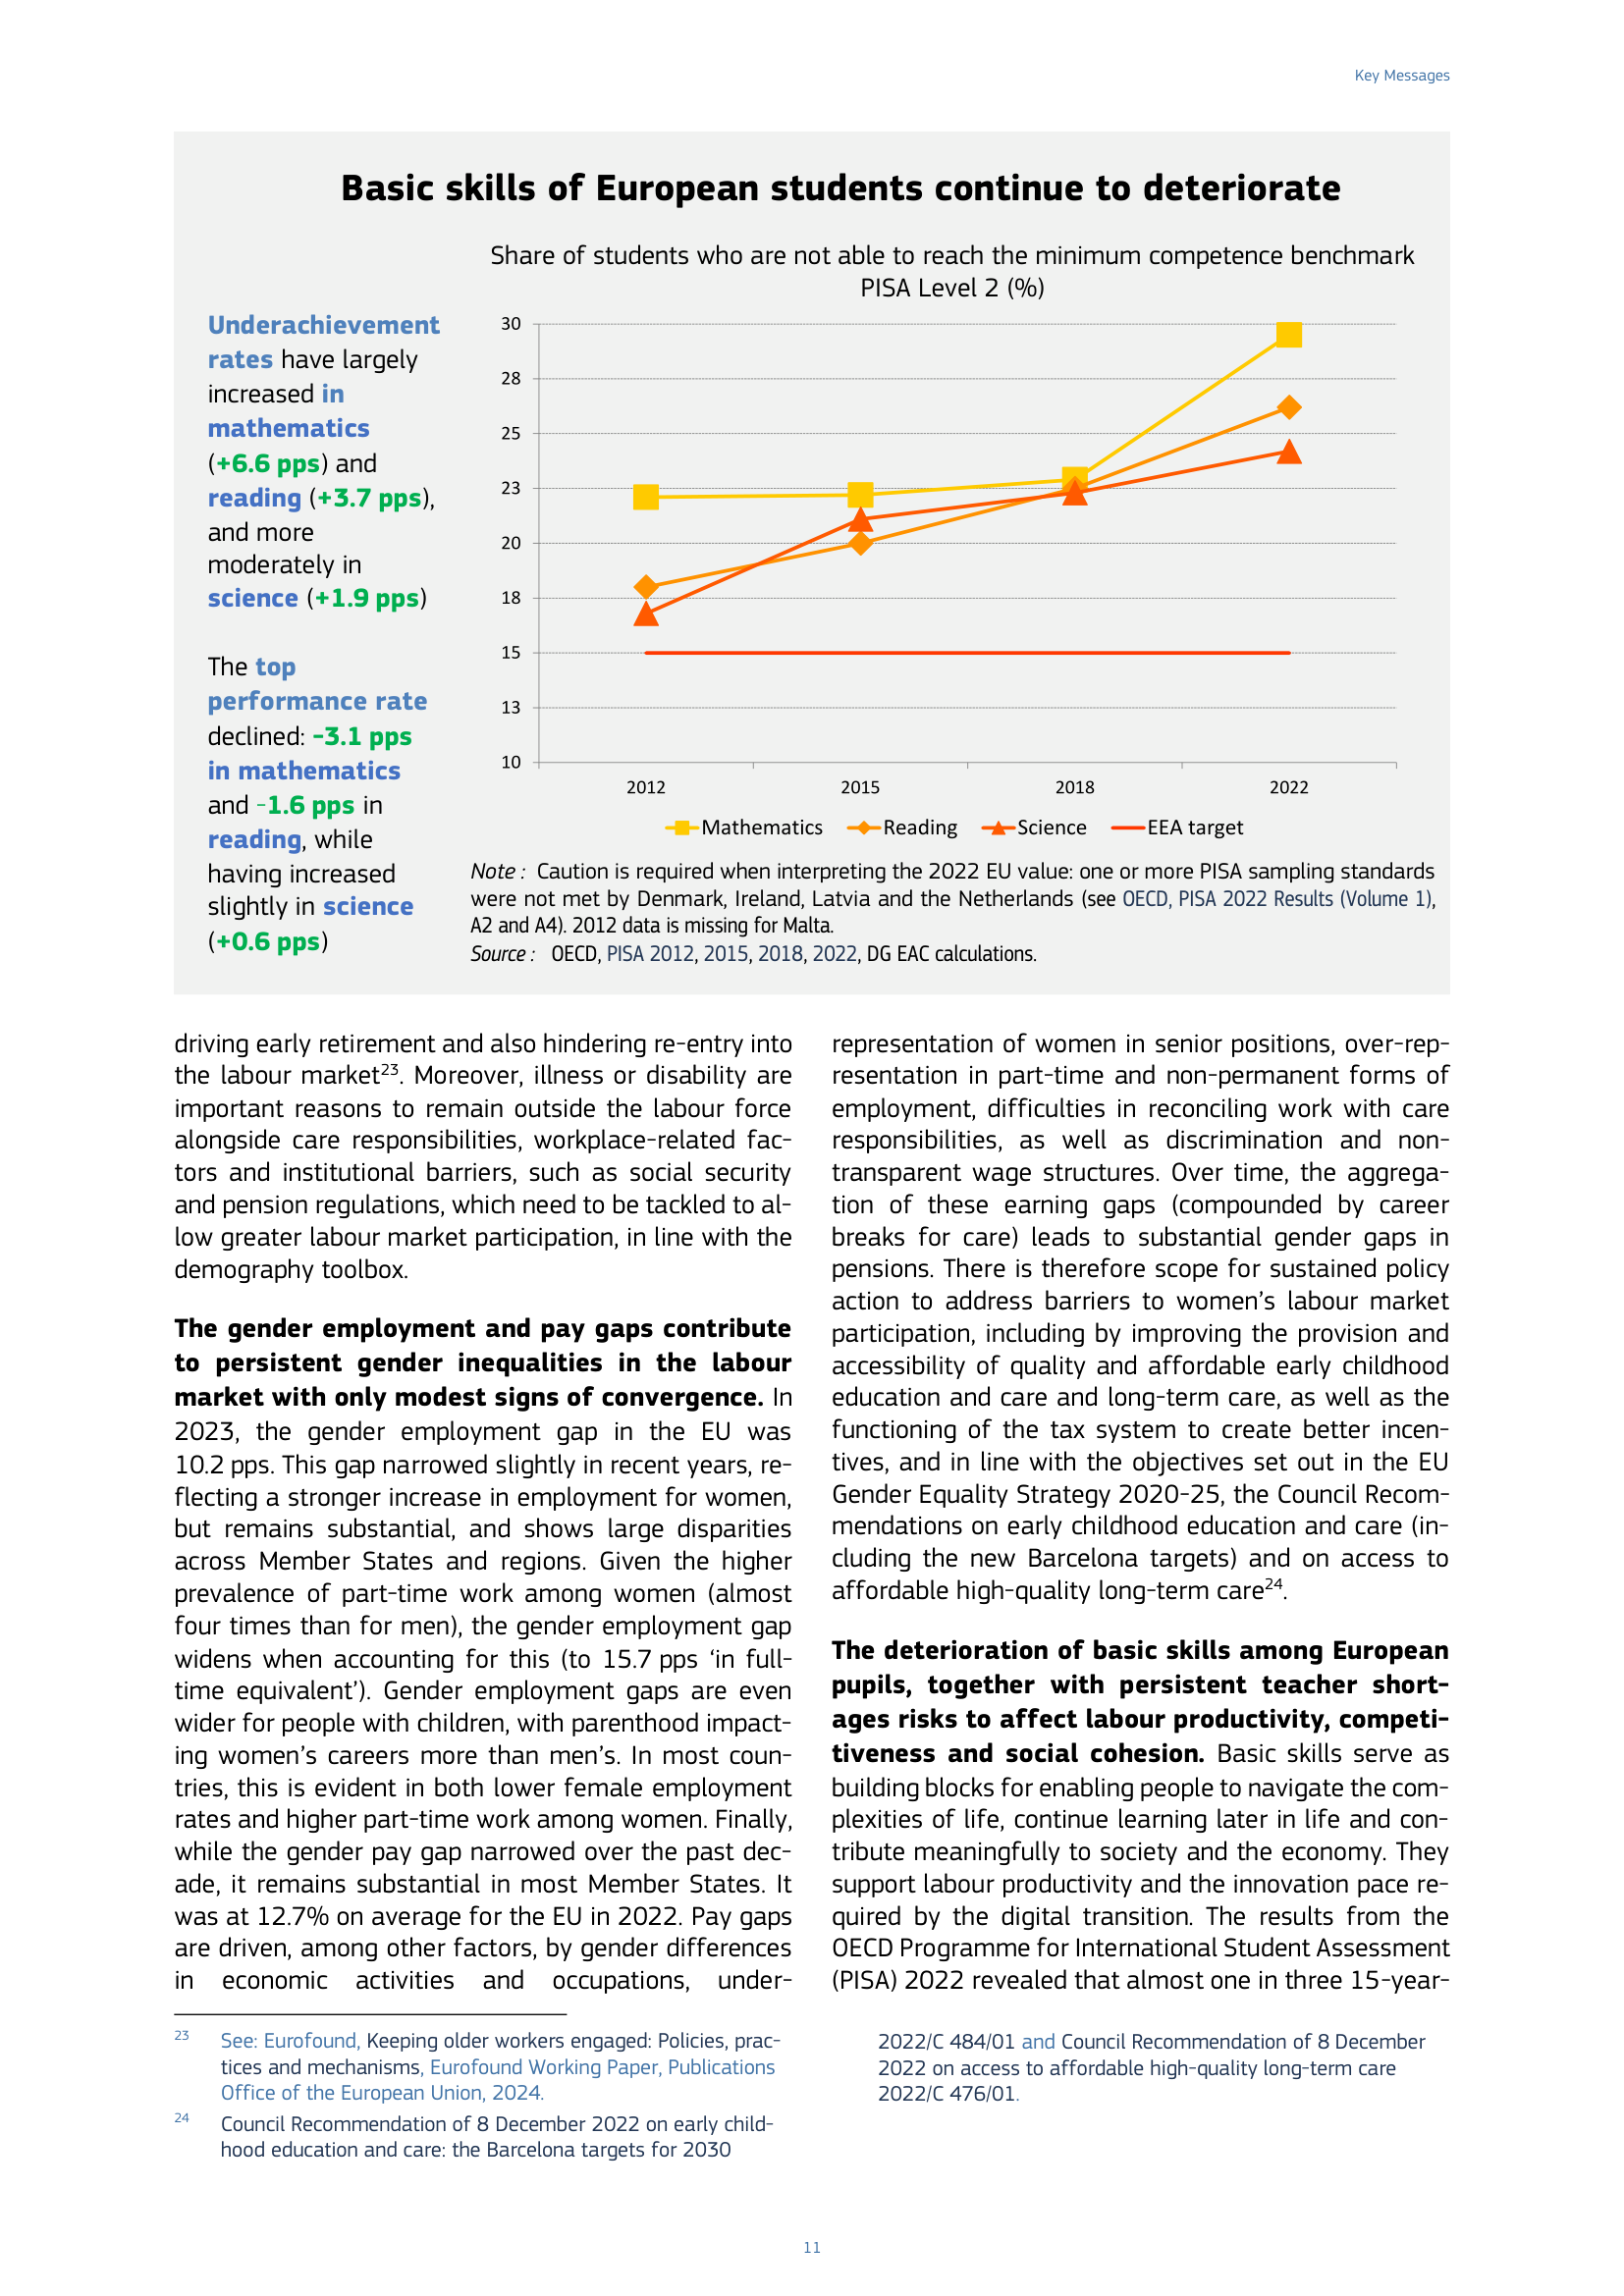 Key Messages
Basic skills of European students continue to deteriorate
Underachievement
rates have largely
increased in
mathematics
(+6.6 pps) and
reading (+3.7 pps),
and more
moderately in
science (+1.9 pps)
The top
performance rate
declined: -3.1 pps
in mathematics
and -1.6 pps in
reading, while
having increased
slightly in science
(+0.6 pps)
Share of students who are not able to reach the minimum competence benchmark
PISA Level 2 (%)
30
28
25
23
20
18
15
13
10
2012 2015 2018 2022
Mathematics Reading Science EEA target
Note : Caution is required when interpreting the 2022 EU value: one or more PISA sampling standards
were not met by Denmark, Ireland, Latvia and the Netherlands (see OECD, PISA 2022 Results (Volume 1),
A2 and A4). 2012 data is missing for Malta.
Source : OECD, PISA 2012, 2015, 2018, 2022, DG EAC calculations.
driving early retirement and also hindering re-entry into
the labour market23. Moreover, illness or disability are
important reasons to remain outside the labour force
alongside care responsibilities, workplace-related fac-
tors and institutional barriers, such as social security
and pension regulations, which need to be tackled to al-
low greater labour market participation, in line with the
demography toolbox.
The gender employment and pay gaps contribute
to persistent gender inequalities in the labour
market with only modest signs of convergence. In
2023, the gender employment gap in the EU was
10.2 pps. This gap narrowed slightly in recent years, re-
flecting a stronger increase in employment for women,
but remains substantial, and shows large disparities
across Member States and regions. Given the higher
prevalence of part-time work among women (almost
four times than for men), the gender employment gap
widens when accounting for this (to 15.7 pps ‘in full-
time equivalent’). Gender employment gaps are even
wider for people with children, with parenthood impact-
ing women’s careers more than men’s. In most coun-
tries, this is evident in both lower female employment
rates and higher part-time work among women. Finally,
while the gender pay gap narrowed over the past dec-
ade, it remains substantial in most Member States. It
was at 12.7% on average for the EU in 2022. Pay gaps
are driven, among other factors, by gender differences
in economic activities and occupations, under-
representation of women in senior positions, over-rep-
resentation in part-time and non-permanent forms of
employment, difficulties in reconciling work with care
responsibilities, as well as discrimination and non-
transparent wage structures. Over time, the aggrega-
tion of these earning gaps (compounded by career
breaks for care) leads to substantial gender gaps in
pensions. There is therefore scope for sustained policy
action to address barriers to women’s labour market
participation, including by improving the provision and
accessibility of quality and affordable early childhood
education and care and long-term care, as well as the
functioning of the tax system to create better incen-
tives, and in line with the objectives set out in the EU
Gender Equality Strategy 2020-25, the Council Recom-
mendations on early childhood education and care (in-
cluding the new Barcelona targets) and on access to
affordable high-quality long-term care24.
The deterioration of basic skills among European
pupils, together with persistent teacher short-
ages risks to affect labour productivity, competi-
tiveness and social cohesion. Basic skills serve as
building blocks for enabling people to navigate the com-
plexities of life, continue learning later in life and con-
tribute meaningfully to society and the economy. They
support labour productivity and the innovation pace re-
quired by the digital transition. The results from the
OECD Programme for International Student Assessment
(PISA) 2022 revealed that almost one in three 15-year-
23 See: Eurofound, Keeping older workers engaged: Policies, prac-
tices and mechanisms, Eurofound Working Paper, Publications
Office of the European Union, 2024.
24 Council Recommendation of 8 December 2022 on early child-
hood education and care: the Barcelona targets for 2030
2022/C 484/01 and Council Recommendation of 8 December
2022 on access to affordable high-quality long-term care
2022/C 476/01.
11